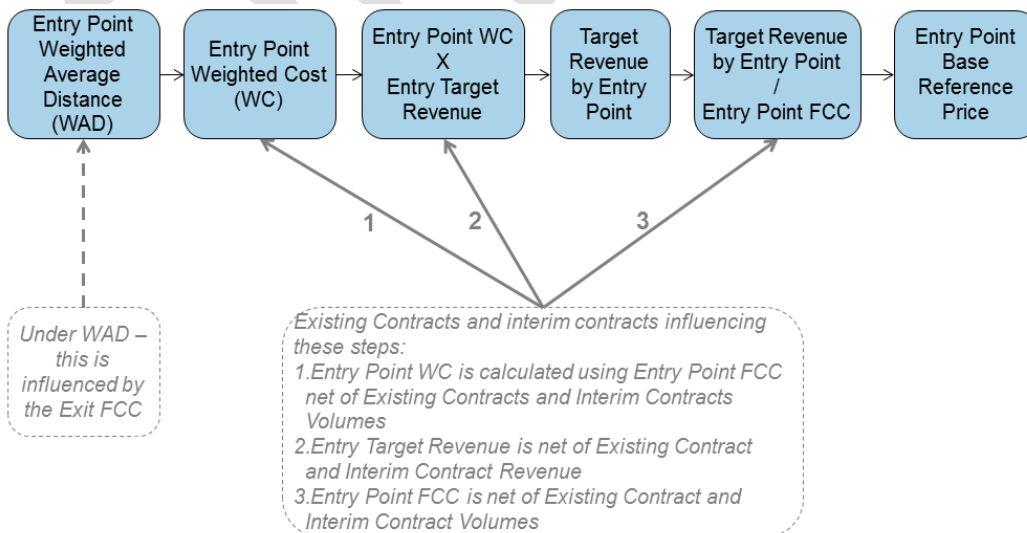 Entry Point
Weighted
Average
Distance
(WAD)
Entry Point
Weighted Cost
(WC)
Entry Point WC
X
Entry Target
Revenue
Target
Revenue
by Entry
Point
Target Revenue
by Entry Point
/
Entry Point FCC
Entry Point
Base
Reference
Price
1
2
3
Under WAD –
this is
influenced by
the Exit FCC
Existing Contracts and interim contracts influencing
these steps:
1.Entry Point WC is calculated using Entry Point FCC
net of Existing Contracts and Interim Contracts
Volumes
2.Entry Target Revenue is net of Existing Contract
and Interim Contract Revenue
3.Entry Point FCC is net of Existing Contract and
Interim Contract Volumes